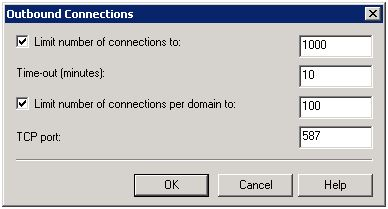 Outbound Connections
Limit number of connections to: 1000
Time-out (minutes): 10
Limit number of connections per domain to: 100
TCP port: 587
OK Cancel Help